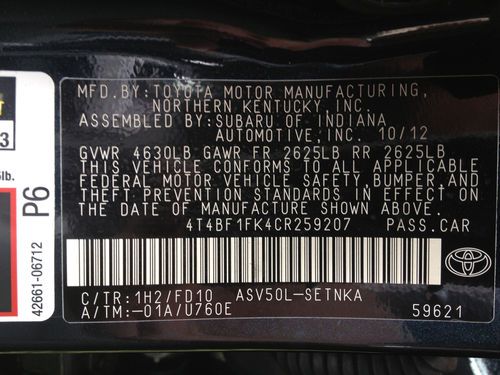 MFD.BY:TOYOTA MOTOR MANUFACTURING,
NORTHERN KENTUCKY,INC.
ASSEMBLED BY:SUBARU OF INDIANA
AUTOMOTIVE,INC. 10/12
GVWR 4630LB GAWR FR 2625LB RR 2625LB
THIS VEHICLE CONFORMS TO ALL APPLICABLE
FEDERAL MOTOR VEHICLE SAFETY,BUMPER,AND
THEFT PREVENTION STANDARDS IN EFFECT ON
THE DATE OF MANUFACTURE SHOWN ABOVE.
4T4BF1FK4CR259207 PASS.CAR
C/TR:1H2/FD10 ASV50L-SETNKA
A/TM:-01A/U760E 59621
TOYOTA
3
lb.
P6
42661-06712